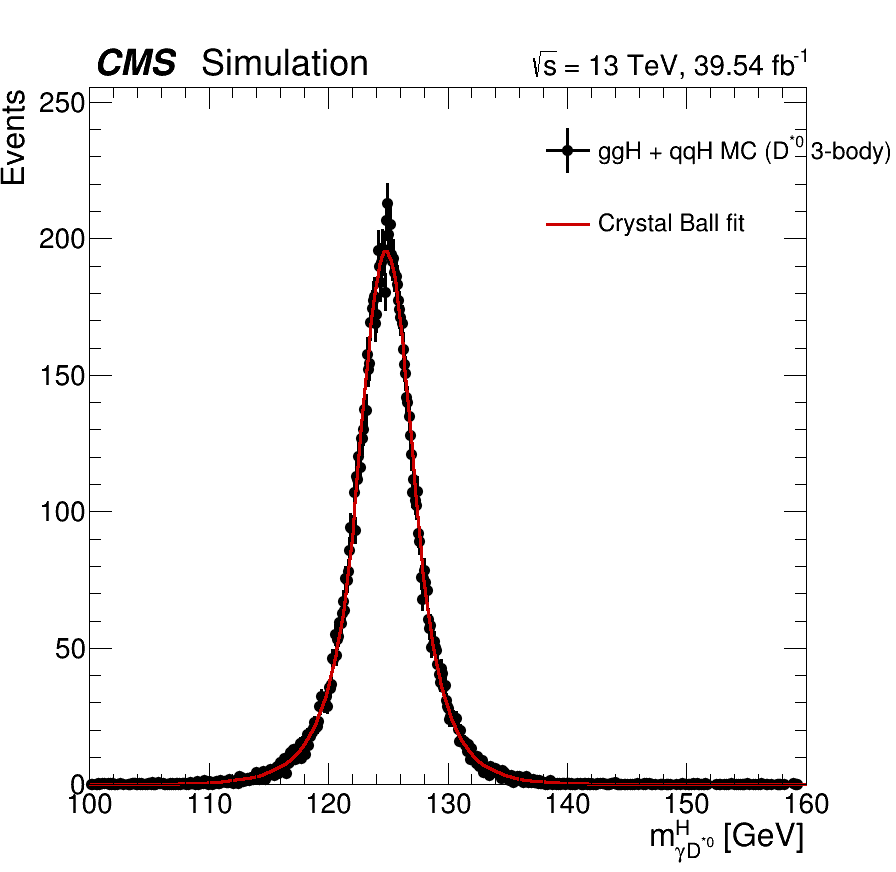 CMS Simulation √s = 13 TeV, 39.54 fb⁻¹
Events
250
200
150
100
50
0
ggH + qqH MC (D*⁰ 3-body)
Crystal Ball fit
100 110 120 130 140 150 160
m^H_γD*⁰ [GeV]